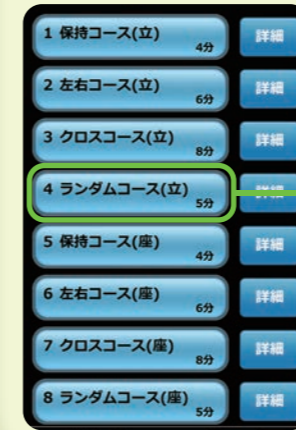 1 保持コース(立)
4分
詳細
2 左右コース(立)
6分
詳細
3 クロスコース(立)
8分
詳細
4 ランダムコース(立)
5分
詳細
5 保持コース(座)
4分
詳細
6 左右コース(座)
6分
詳細
7 クロスコース(座)
8分
詳細
8 ランダムコース(座)
5分
詳細